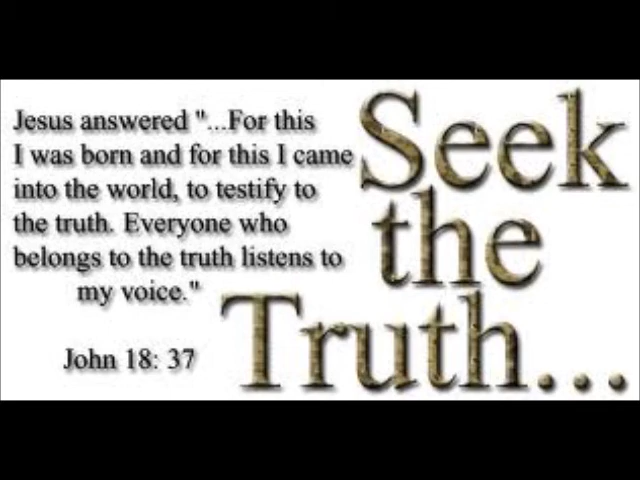 Jesus answered "...For this
I was born and for this I came
into the world, to testify to
the truth. Everyone who
belongs to the truth listens to
my voice."
John 18: 37
Seek
the
Truth...